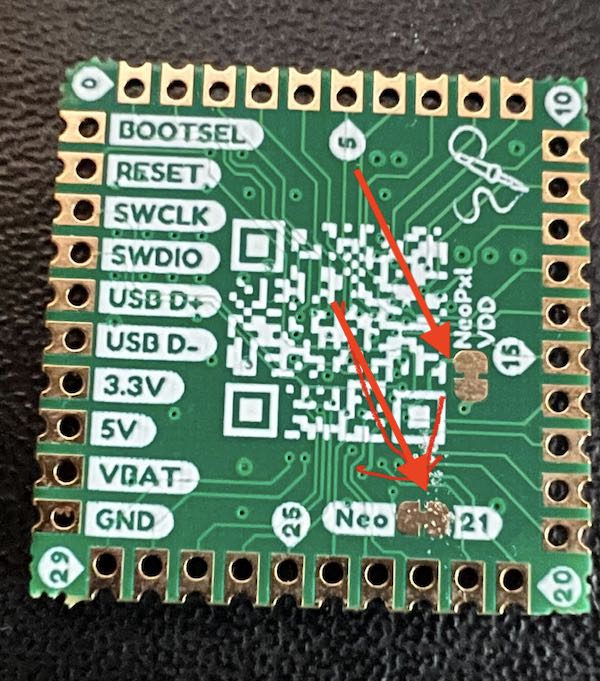 0
10
5
BOOTSEL
RESET
SWCLK
SWDIO
USB D+
USB D-
3.3V
5V
VBAT
GND
NeoPxl
VDD
15
25
Neo
21
29
20